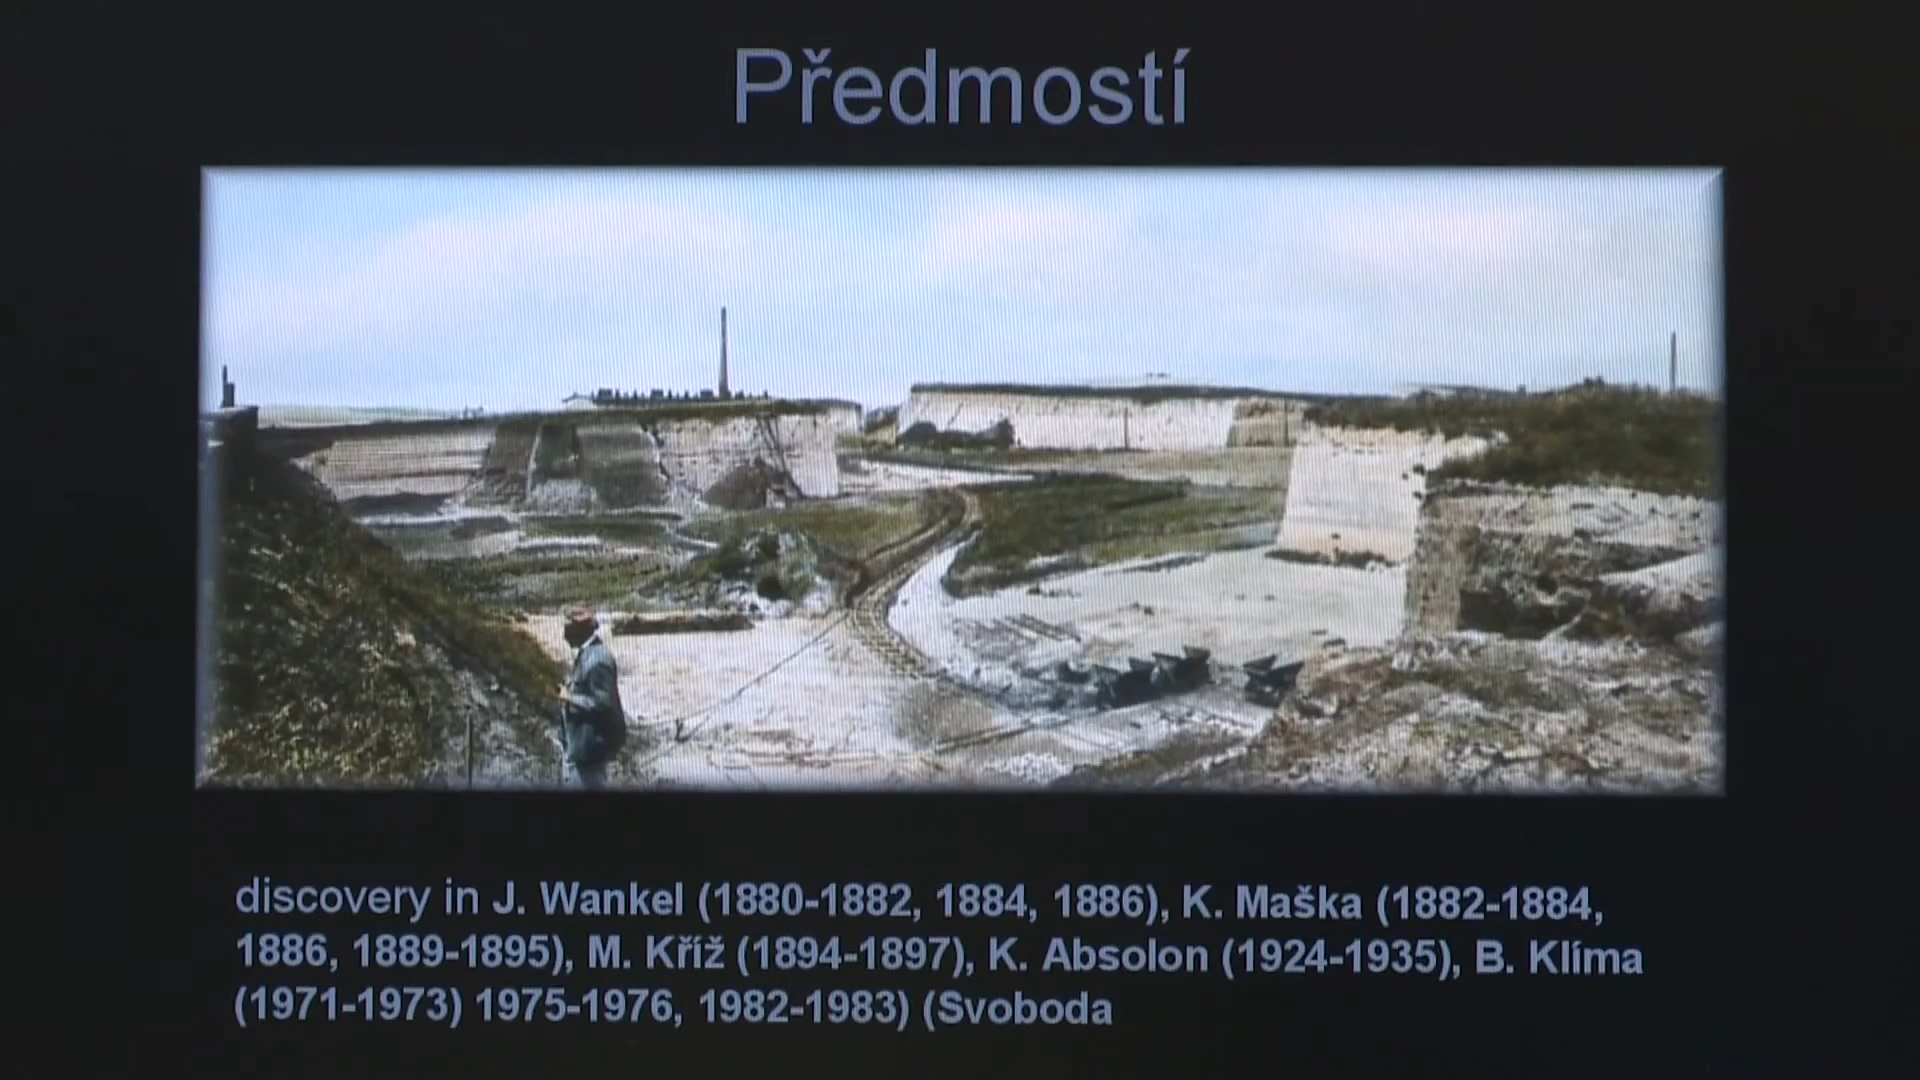 Předmostí
discovery in J. Wankel (1880-1882, 1884, 1886), K. Maška (1882-1884,
1886, 1889-1895), M. Kříž (1894-1897), K. Absolon (1924-1935), B. Klíma
(1971-1973) 1975-1976, 1982-1983) (Svoboda